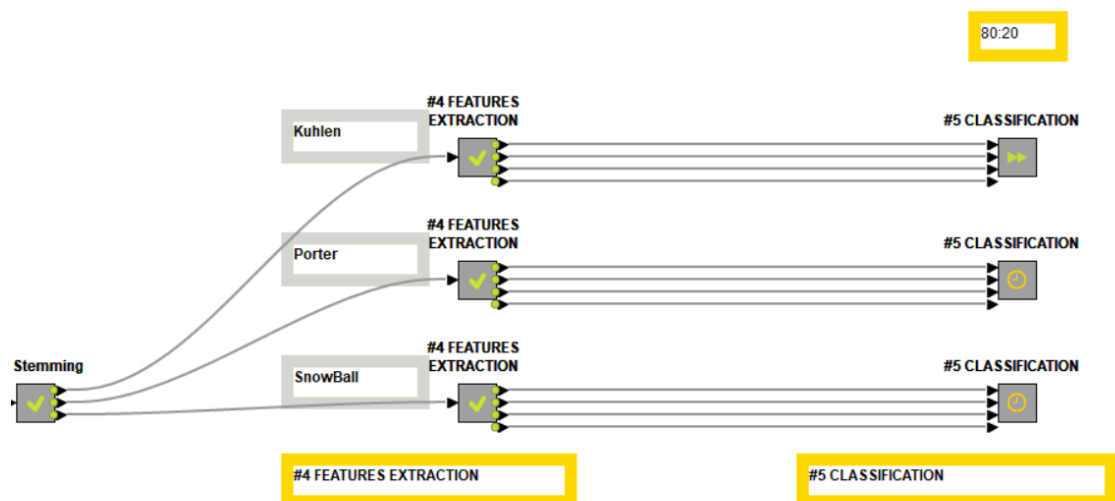 80:20
#4 FEATURES
EXTRACTION
#5 CLASSIFICATION
Kuhlen
#4 FEATURES
EXTRACTION
#5 CLASSIFICATION
Porter
#4 FEATURES
EXTRACTION
#5 CLASSIFICATION
Stemming
SnowBall
#4 FEATURES EXTRACTION
#5 CLASSIFICATION